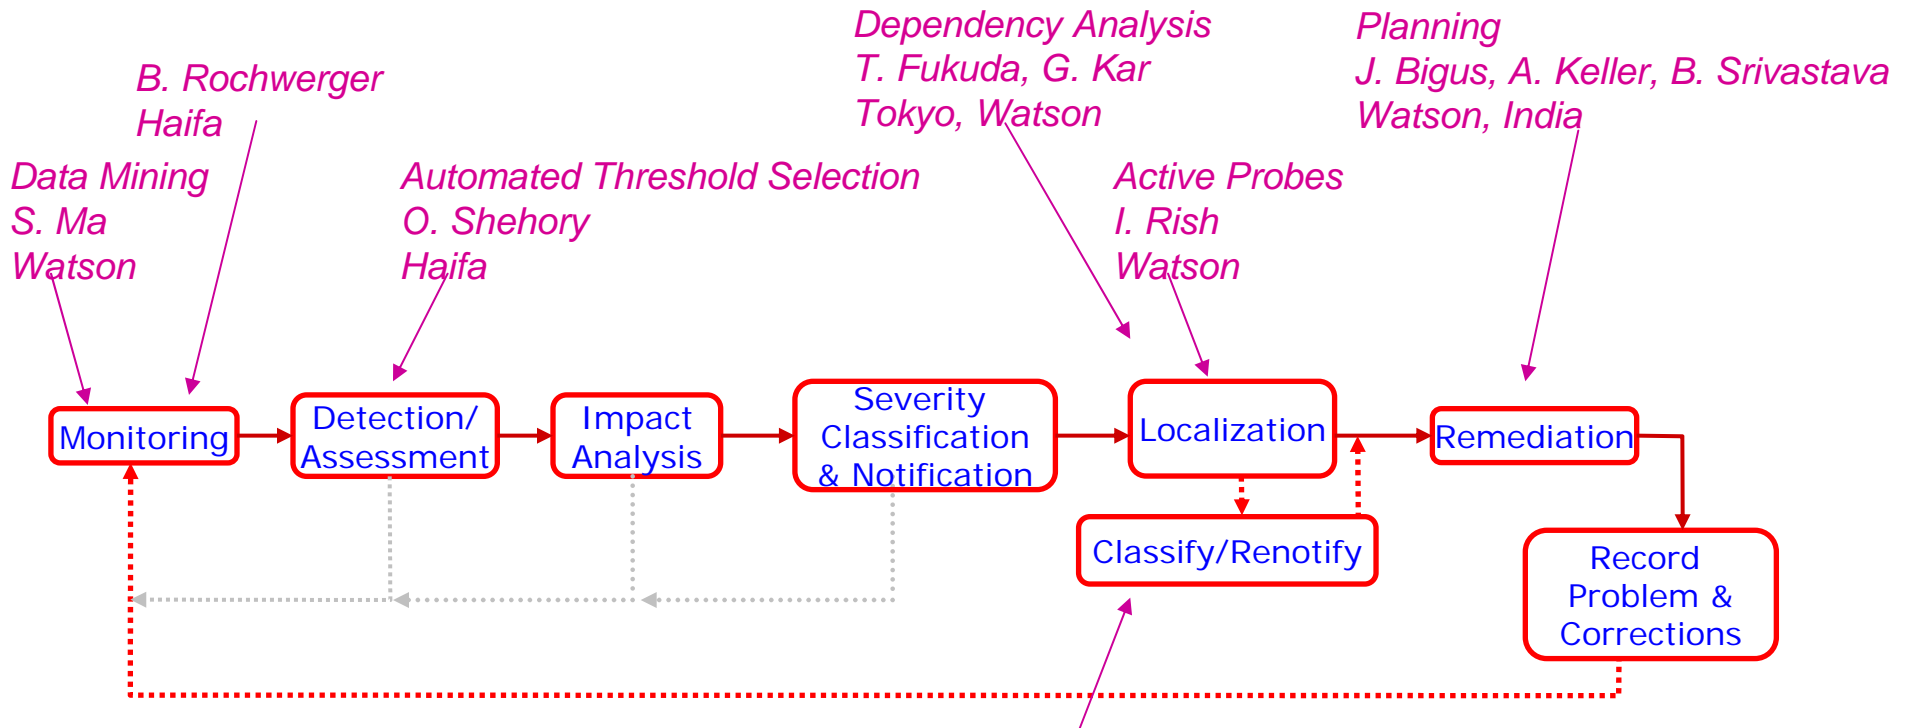 Dependency Analysis
T. Fukuda, G. Kar
Tokyo, Watson
Planning
J. Bigus, A. Keller, B. Srivastava
Watson, India
B. Rochwerger
Haifa
Data Mining
S. Ma
Watson
Automated Threshold Selection
O. Shehory
Haifa
Active Probes
I. Rish
Watson
Monitoring
Detection/
Assessment
Impact
Analysis
Severity
Classification
& Notification
Localization
Remediation
Classify/Renotify
Record
Problem &
Corrections